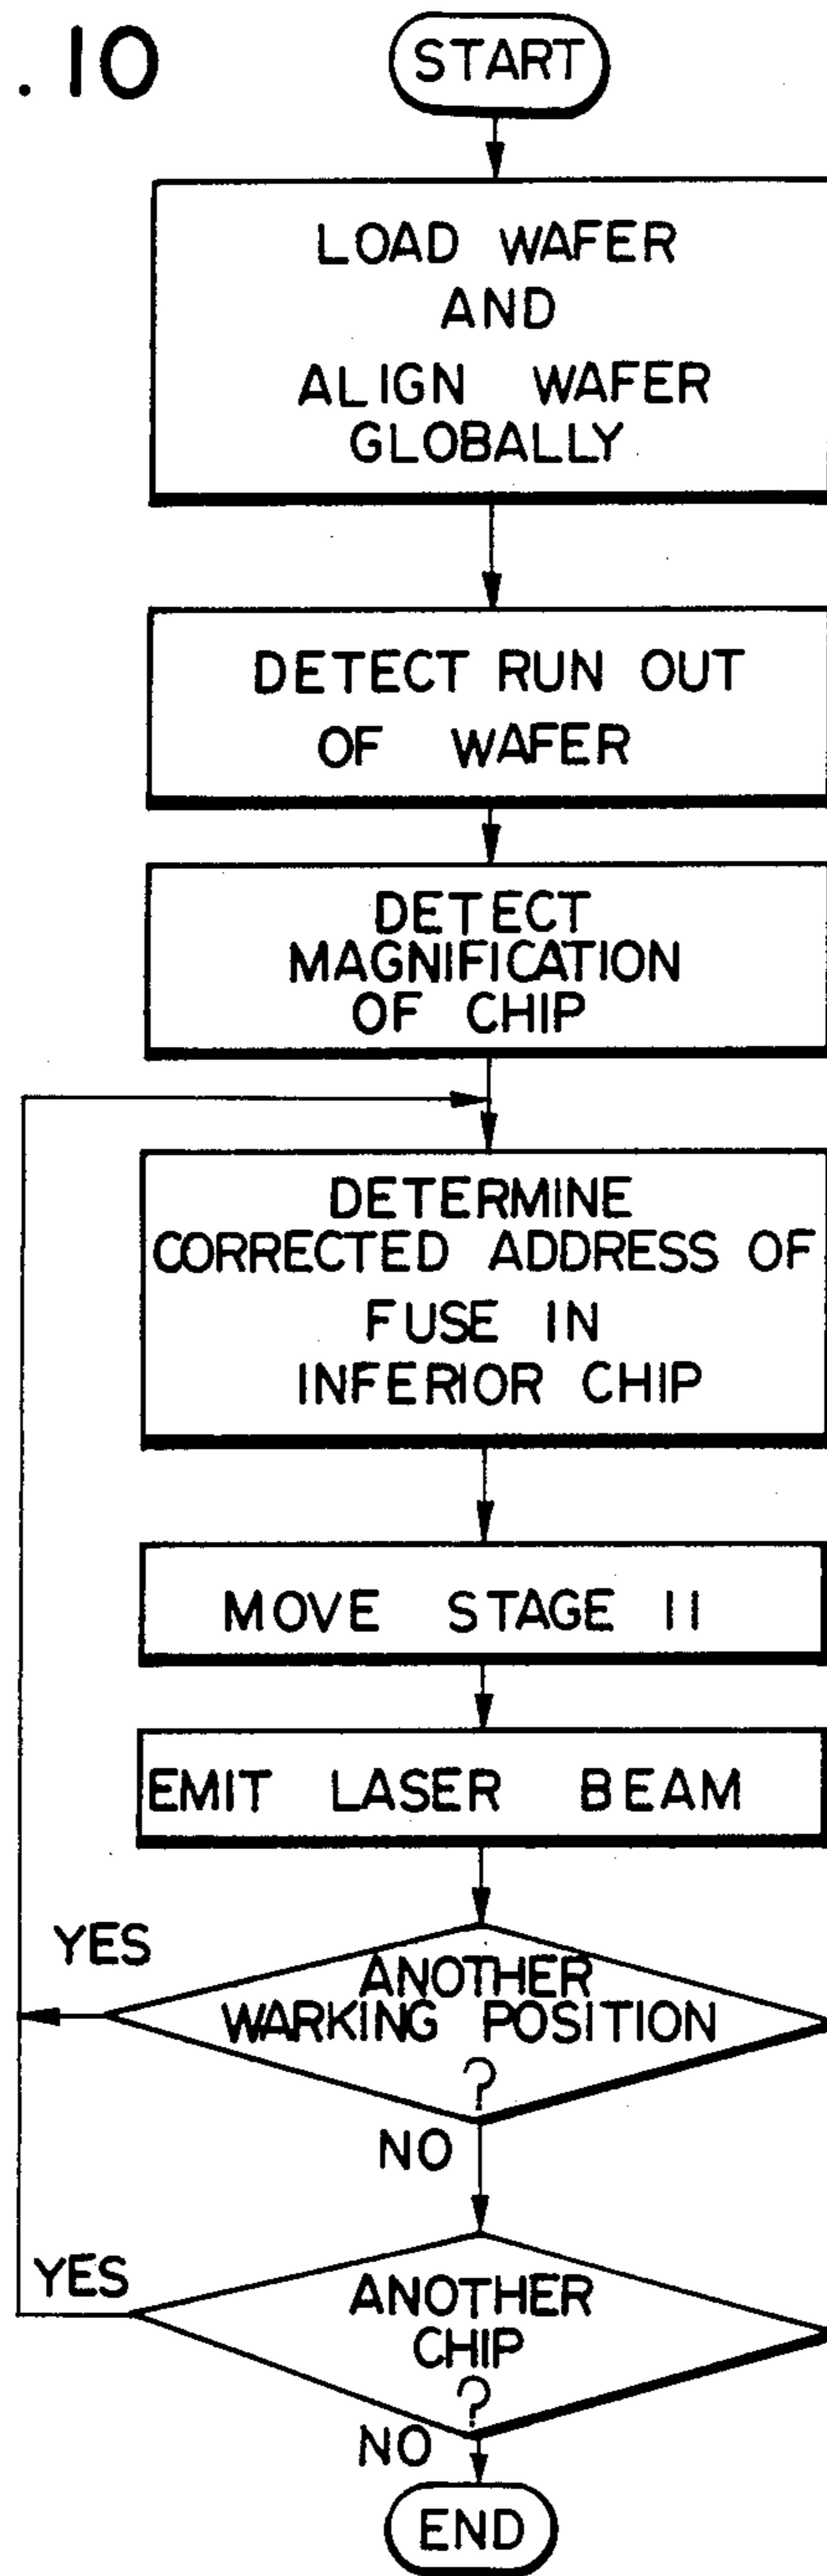 . 10
START
LOAD WAFER
AND
ALIGN WAFER
GLOBALLY
DETECT RUN OUT
OF WAFER
DETECT
MAGNIFICATION
OF CHIP
DETERMINE
CORRECTED ADDRESS OF
FUSE IN
INFERIOR CHIP
MOVE STAGE 11
EMIT LASER BEAM
YES
ANOTHER
WARKING POSITION
?
NO
YES
ANOTHER
CHIP
?
NO
END